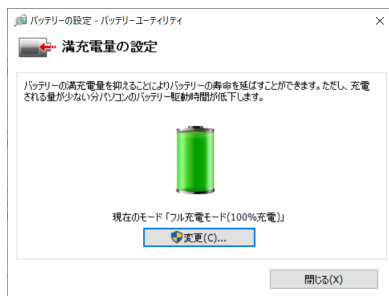 バッテリーの設定 - バッテリーユーティリティ
満充電量の設定
バッテリーの満充電量を抑えることによりバッテリーの寿命を延ばすことができます。ただし、充電
される量が少ない分パソコンのバッテリー駆動時間が低下します。
現在のモード「フル充電モード(100%充電)」
変更(C)...
閉じる(X)